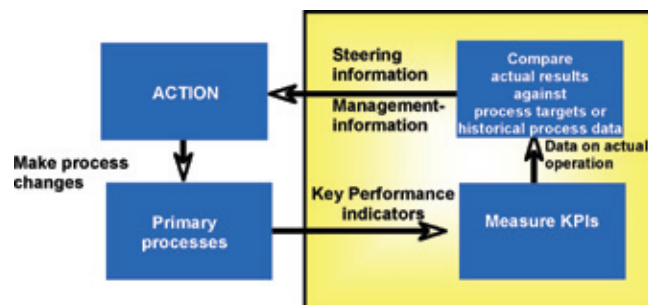 ACTION
Steering
information
Management-
information
Compare
actual results
against
process targets or
historical process data
Make process
changes
Data on actual
operation
Primary
processes
Key Performance
indicators
Measure KPIs